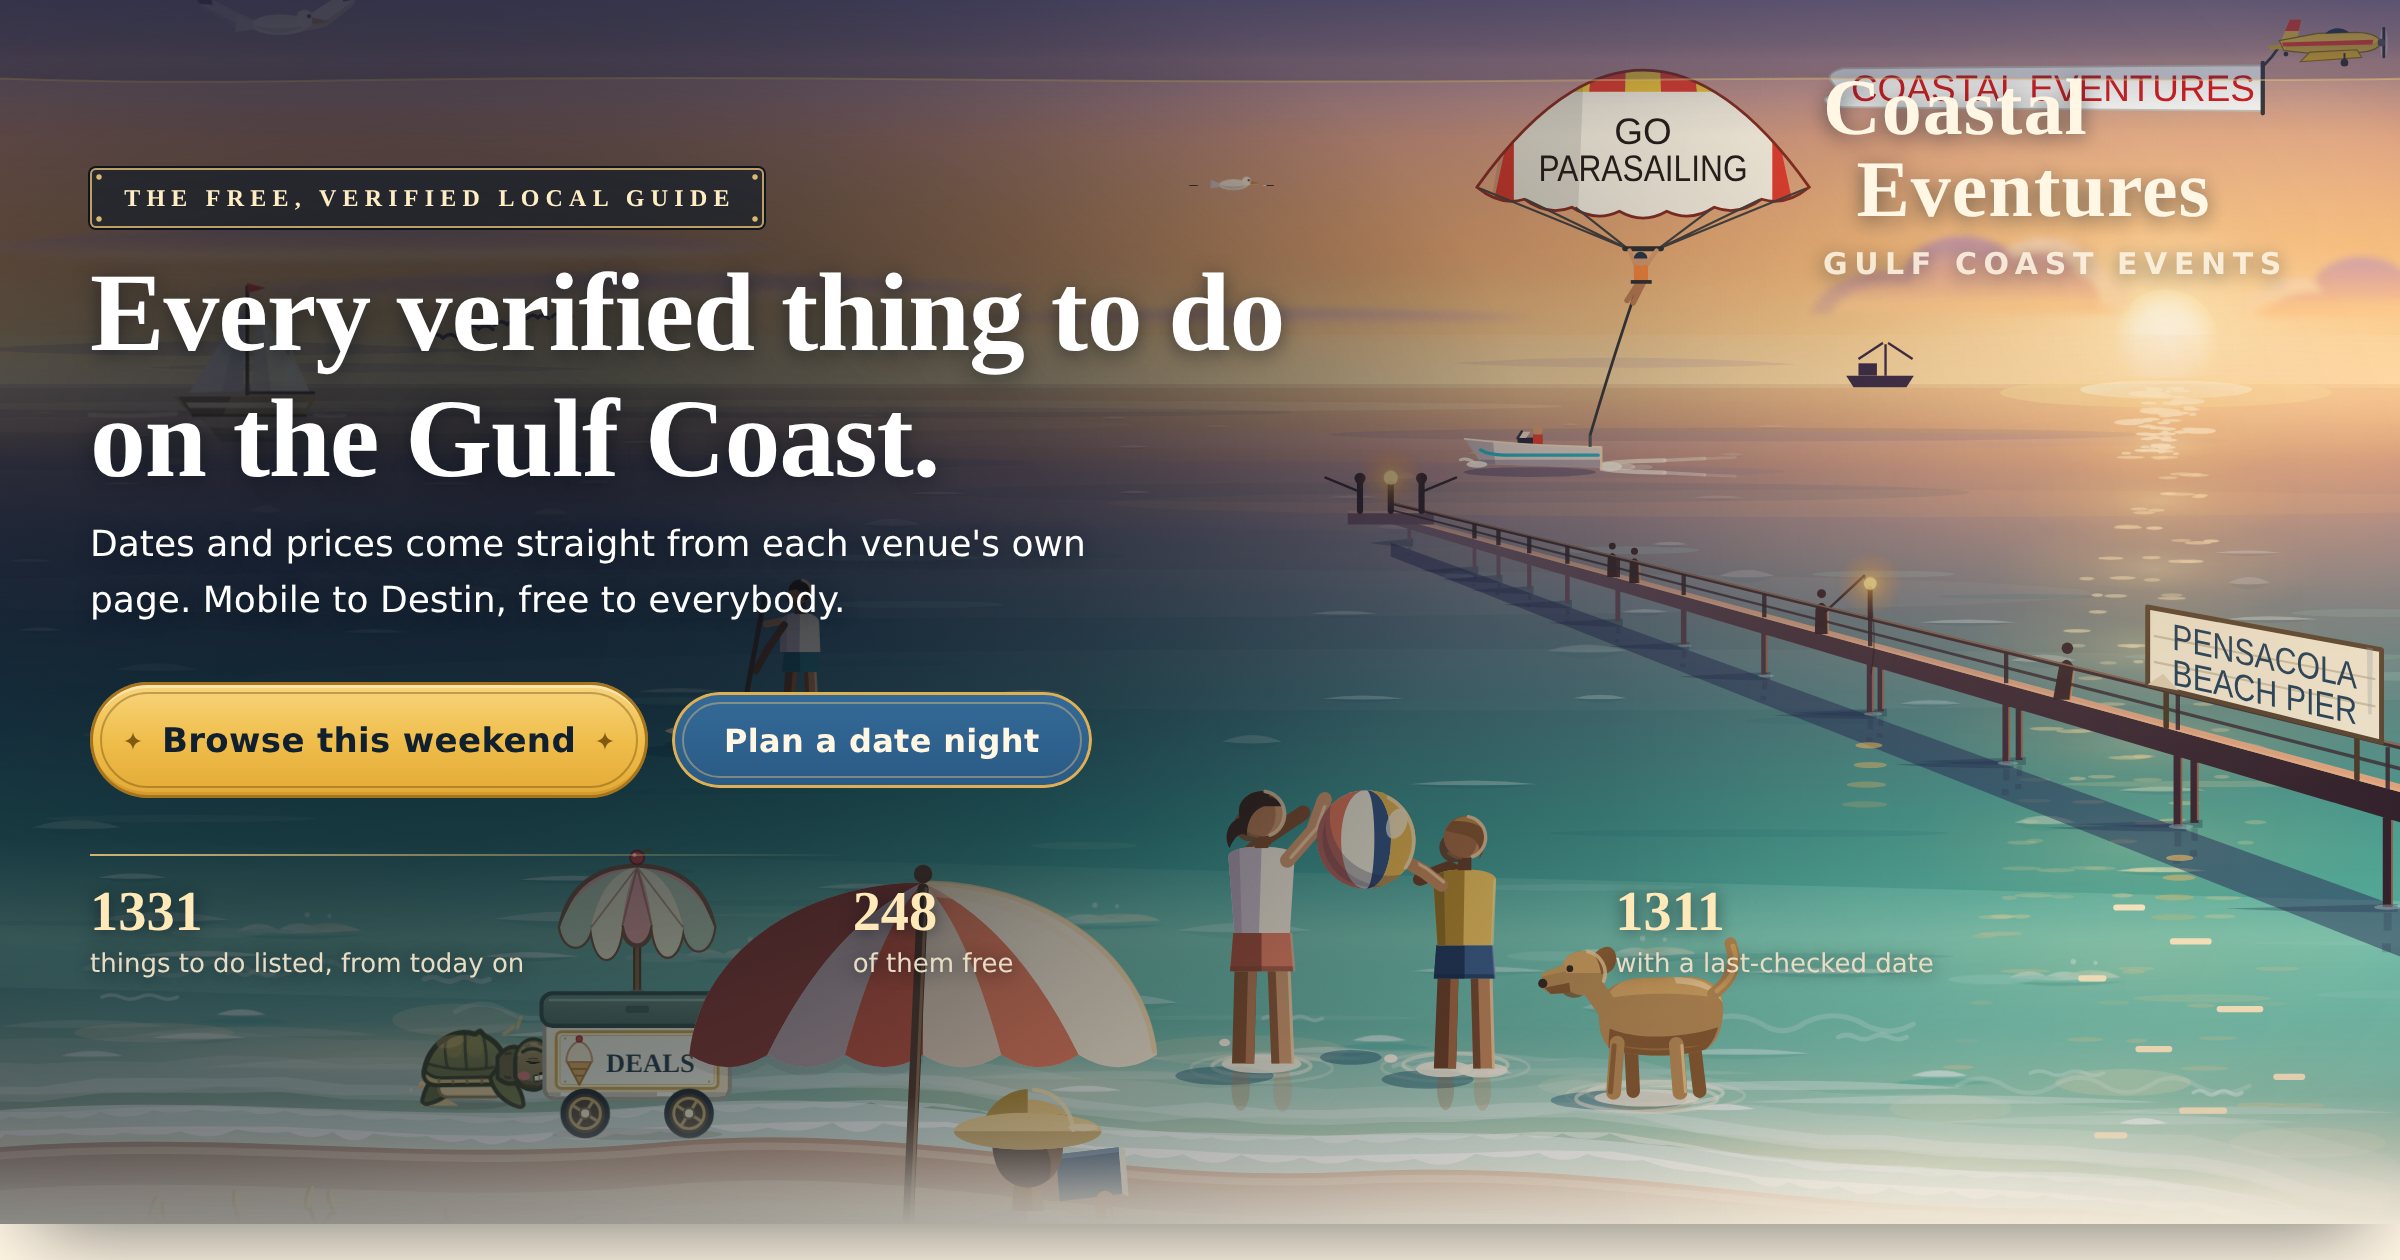 COASTAL EVENTURES
Coastal
Eventures
GULF COAST EVENTS
GO
PARASAILING
THE FREE, VERIFIED LOCAL GUIDE
Every verified thing to do
on the Gulf Coast.
Dates and prices come straight from each venue's own
page. Mobile to Destin, free to everybody.
✦ Browse this weekend ✦
Plan a date night
PENSACOLA
BEACH PIER
1331
things to do listed, from today on
248
of them free
1311
with a last-checked date
DEALS